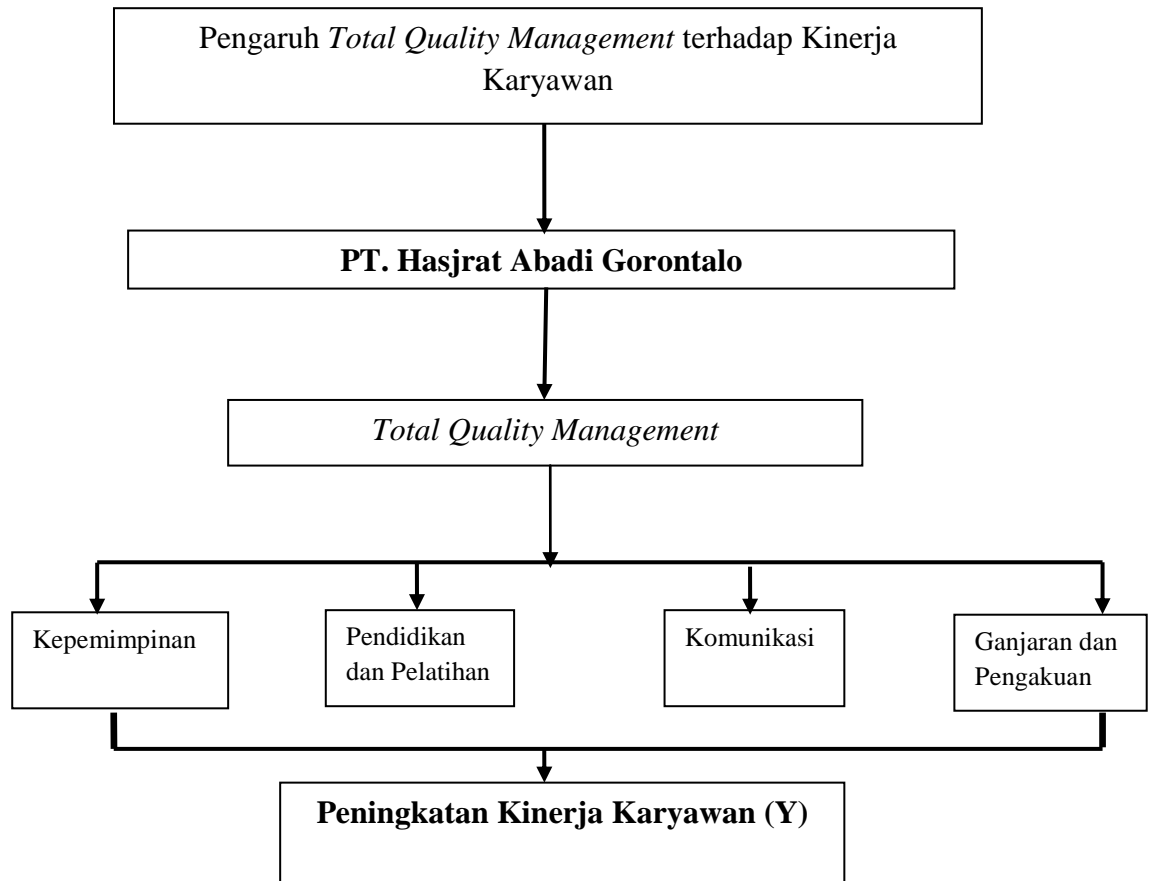 Pengaruh Total Quality Management terhadap Kinerja
Karyawan
PT. Hasjrat Abadi Gorontalo
Total Quality Management
Kepemimpinan
Pendidikan
dan Pelatihan
Komunikasi
Ganjaran dan
Pengakuan
Peningkatan Kinerja Karyawan (Y)